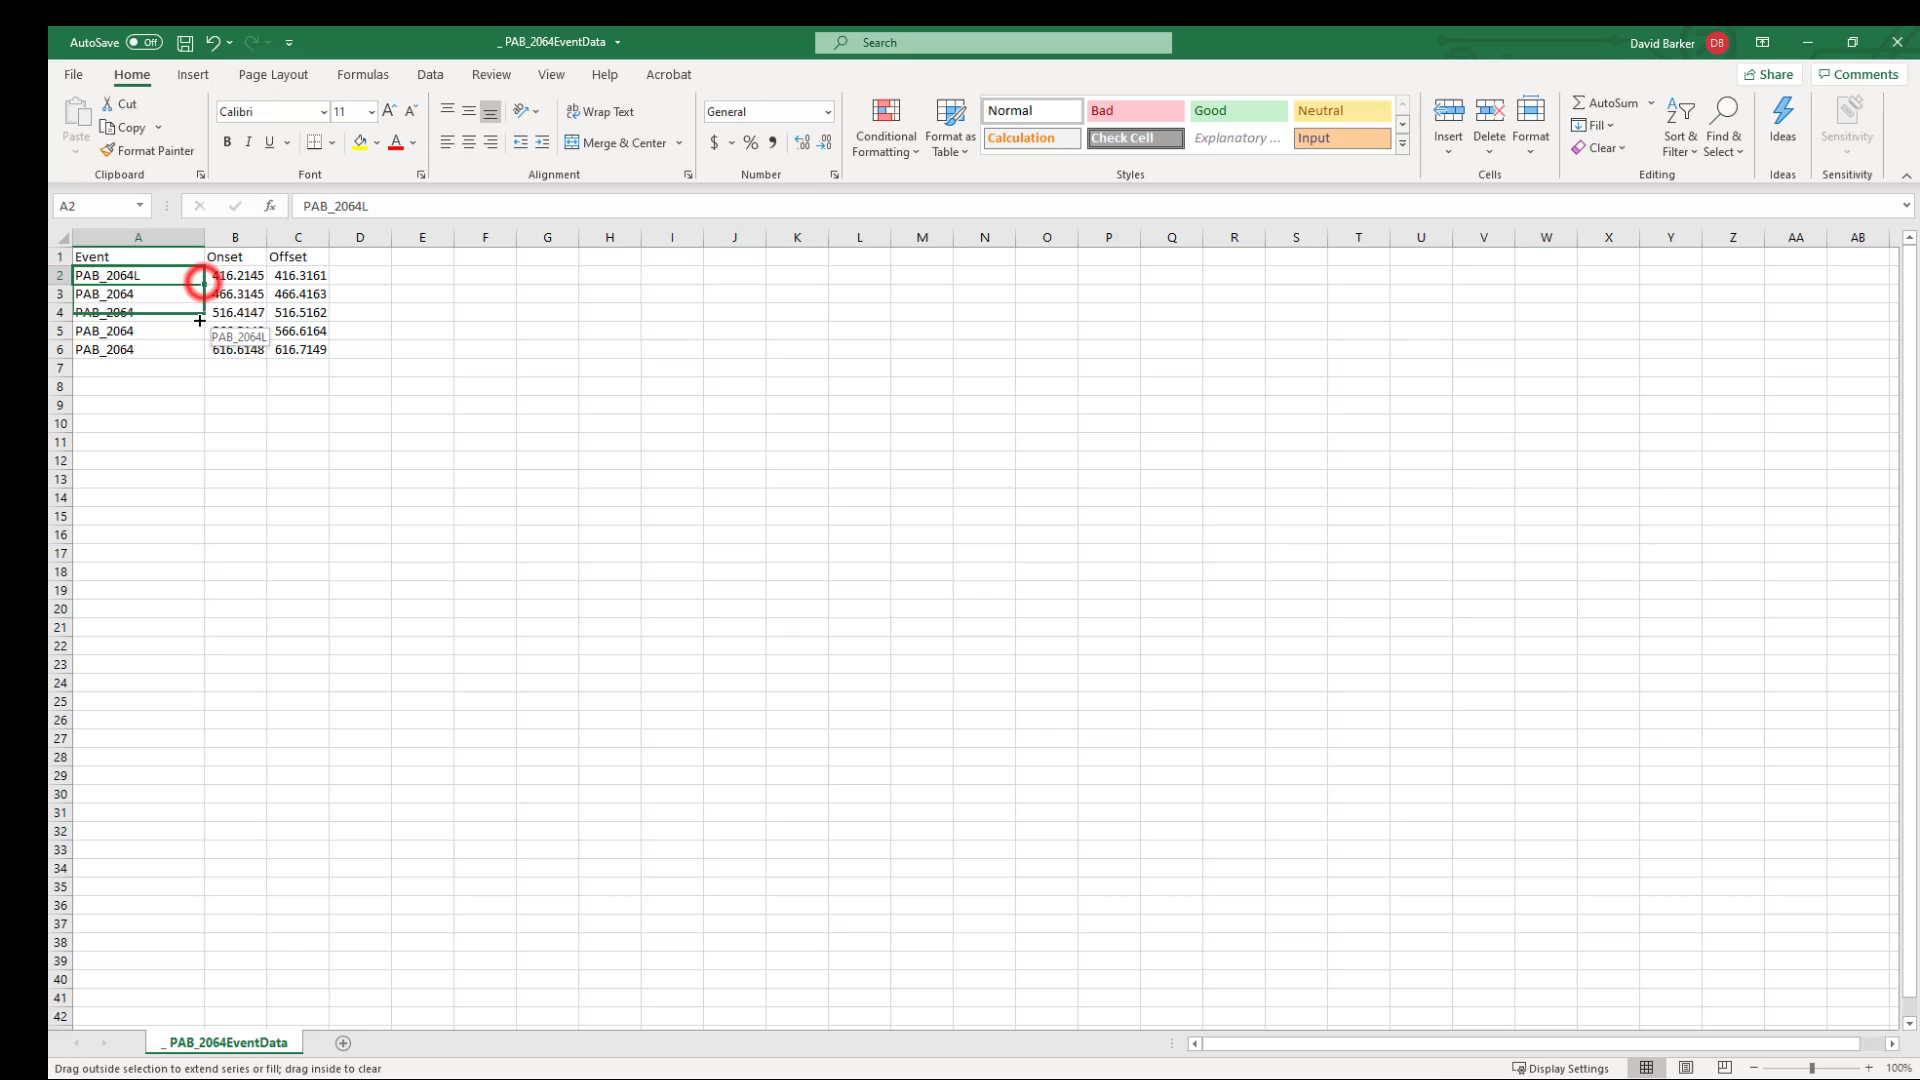 AutoSave Off _ PAB_2064EventData Search David Barker DB
File Home Insert Page Layout Formulas Data Review View Help Acrobat Share Comments
Paste Cut Copy Format Painter Clipboard
Calibri 11 B I U A Font
Wrap Text Merge & Center Alignment
General $ % Number
Conditional Formatting Format as Table Normal Bad Good Neutral Calculation Check Cell Explanatory ... Input Styles
Insert Delete Format Cells
AutoSum Fill Clear Sort & Filter Find & Select Editing
Ideas Ideas
Sensitivity Sensitivity
A2 fx PAB_2064L
A B C D E F G H I J K L M N O P Q R S T U V W X Y Z AA AB
1 Event Onset Offset
2 PAB_2064L 416.2145 416.3161
3 PAB_2064 466.3145 466.4163
4 PAB_2064 516.4147 516.5162
5 PAB_2064 566.6164
PAB_2064L
6 PAB_2064 616.6148 616.7149
7
8
9
10
11
12
13
14
15
16
17
18
19
20
21
22
23
24
25
26
27
28
29
30
31
32
33
34
35
36
37
38
39
40
41
42
_ PAB_2064EventData
Drag outside selection to extend series or fill; drag inside to clear Display Settings 100%